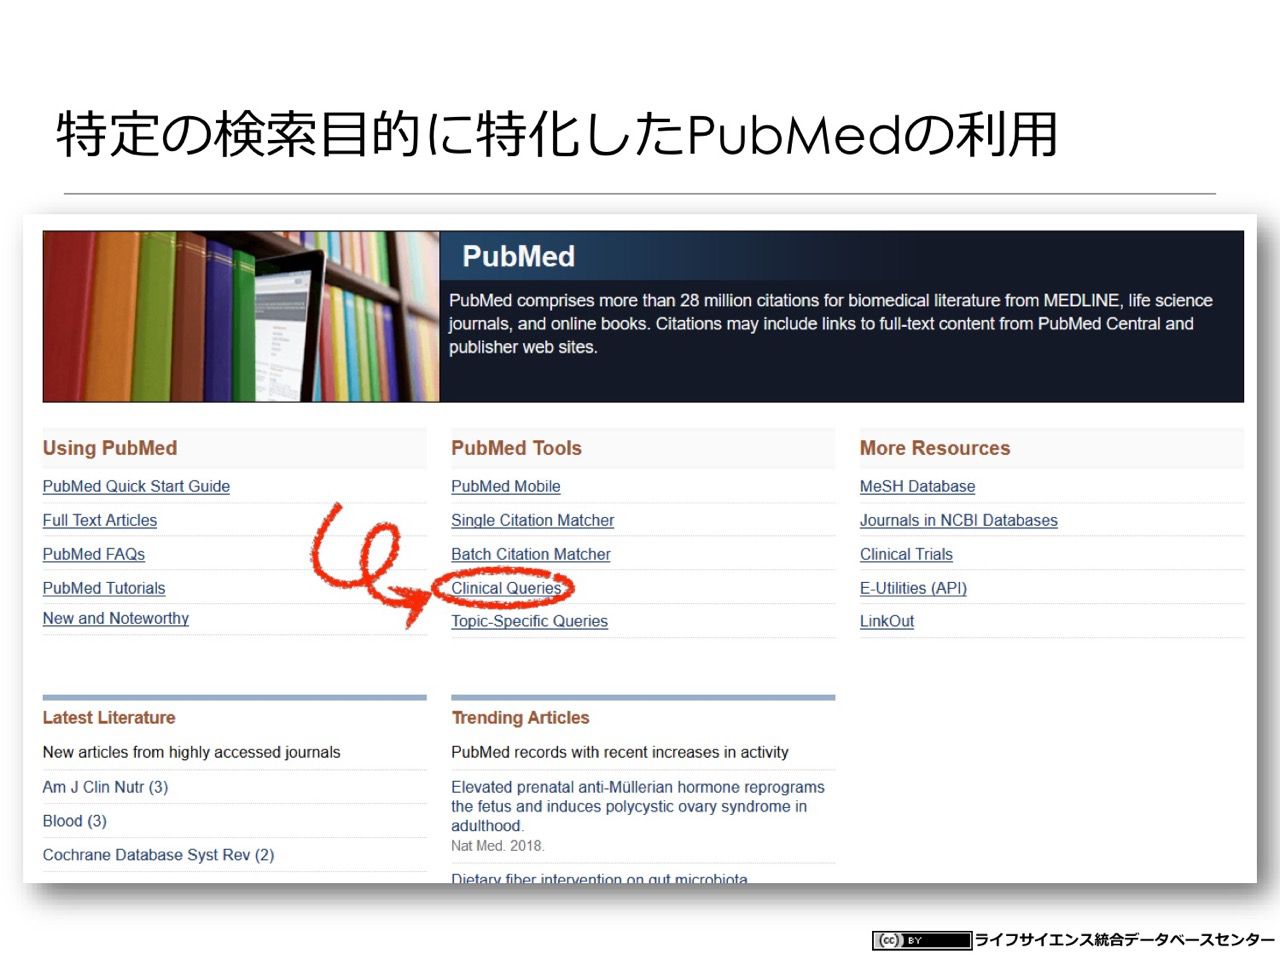 特定の検索目的に特化したPubMedの利用
PubMed
PubMed comprises more than 28 million citations for biomedical literature from MEDLINE, life science
journals, and online books. Citations may include links to full-text content from PubMed Central and
publisher web sites.
Using PubMed
PubMed Quick Start Guide
Full Text Articles
PubMed FAQs
PubMed Tutorials
New and Noteworthy
PubMed Tools
PubMed Mobile
Single Citation Matcher
Batch Citation Matcher
Clinical Queries
Topic-Specific Queries
More Resources
MeSH Database
Journals in NCBI Databases
Clinical Trials
E-Utilities (API)
LinkOut
Latest Literature
New articles from highly accessed journals
Am J Clin Nutr (3)
Blood (3)
Cochrane Database Syst Rev (2)
Trending Articles
PubMed records with recent increases in activity
Elevated prenatal anti-Müllerian hormone reprograms
the fetus and induces polycystic ovary syndrome in
adulthood.
Nat Med. 2018.
Dietary fiber intervention on gut microbiota
(cc) BY ライフサイエンス統合データベースセンター